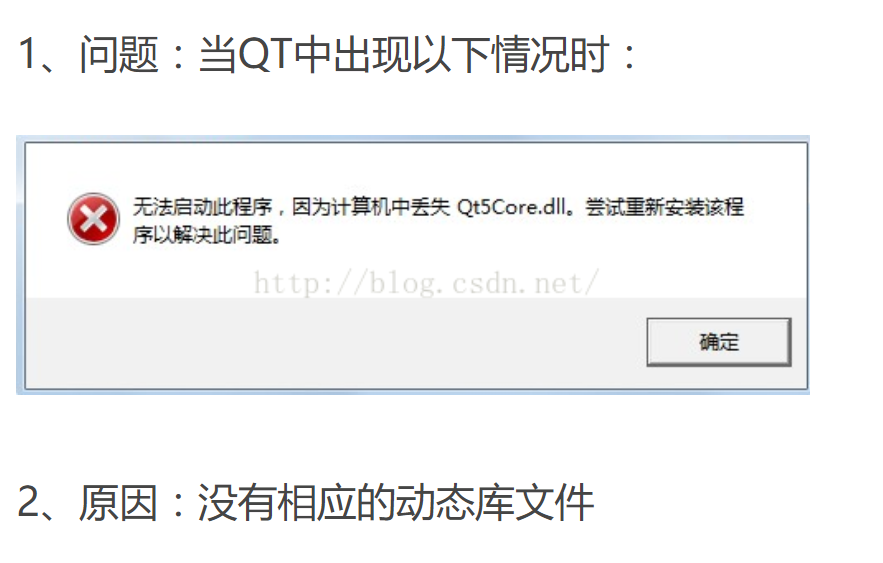 1、问题：当QT中出现以下情况时：
无法启动此程序，因为计算机中丢失 Qt5Core.dll。尝试重新安装该程
序以解决此问题。
http://blog.csdn.net/
确定
2、原因：没有相应的动态库文件